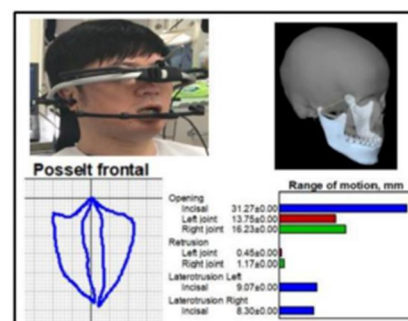 Posselt frontal
Range of motion, mm
Opening
Incisal 31.27±0.00
Left joint 13.75±0.00
Right joint 16.23±0.00
Retrusion
Left joint 0.45±0.00
Right joint 1.17±0.00
Laterotrusion Left
Incisal 9.07±0.00
Laterotrusion Right
Incisal 8.30±0.00